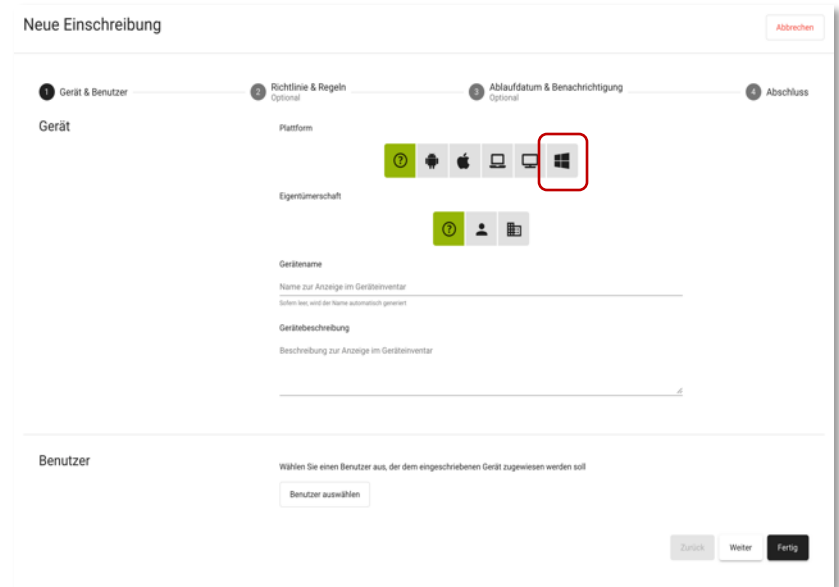 Neue Einschreibung
Abbrechen
1 Gerät & Benutzer
2 Richtlinie & Regeln
Optional
3 Ablaufdatum & Benachrichtigung
Optional
4 Abschluss
Gerät
Plattform
Eigentümerschaft
Gerätename
Name zur Anzeige im Geräteinventar
Sofern leer, wird der Name automatisch generiert
Gerätebeschreibung
Beschreibung zur Anzeige im Geräteinventar
Benutzer
Wählen Sie einen Benutzer aus, der dem eingeschriebenen Gerät zugewiesen werden soll
Benutzer auswählen
Zurück
Weiter
Fertig